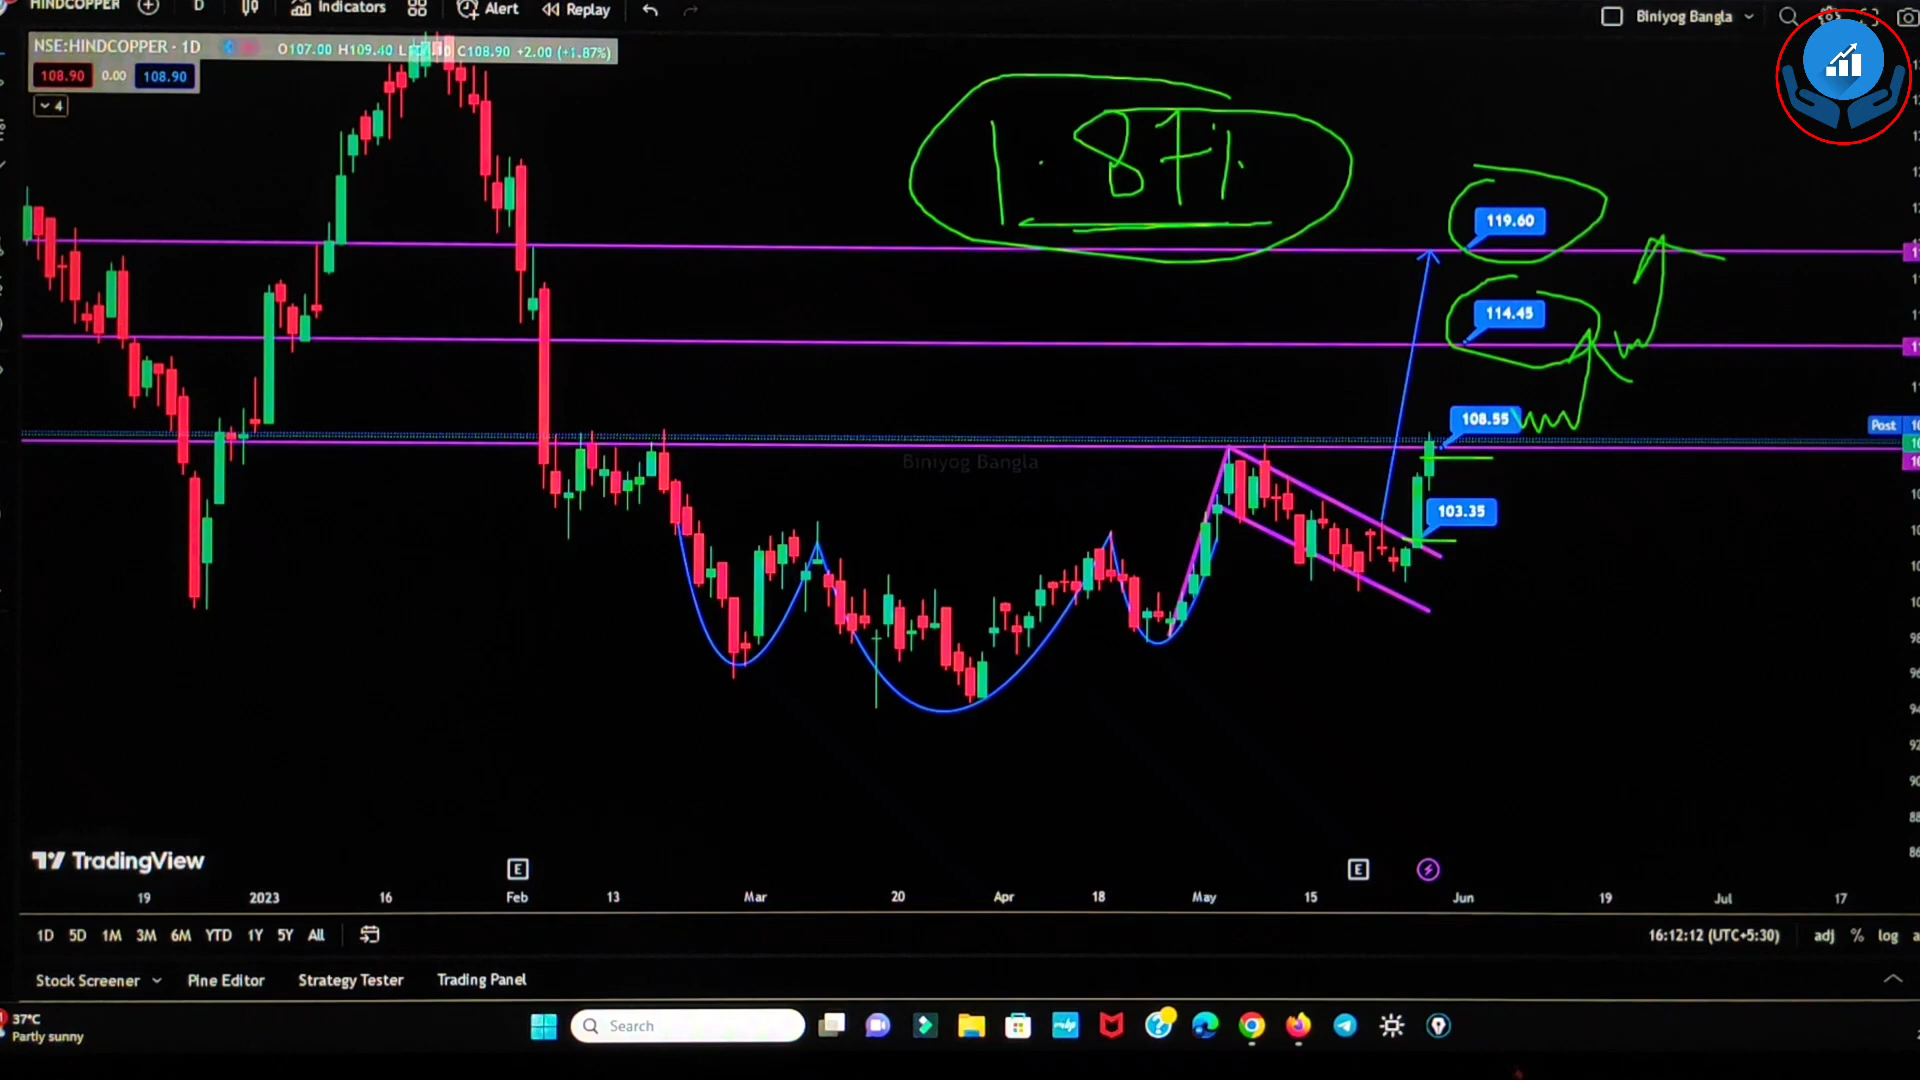 HINDCOPPER D Indicators Alert Replay Biniyog Bangla
NSE:HINDCOPPER · 1D O107.00 H109.40 C108.90 +2.00 (+1.87%)
108.90 0.00 108.90
4
1.87%
119.60
114.45
108.55
Post
Biniyog Bangla
103.35
TradingView
E E
19 2023 16 Feb 13 Mar 20 Apr 18 May 15 Jun 19 Jul 17
1D 5D 1M 3M 6M YTD 1Y 5Y All 16:12:12 (UTC+5:30) adj % log
Stock Screener Pine Editor Strategy Tester Trading Panel
37°C
Partly sunny
Search